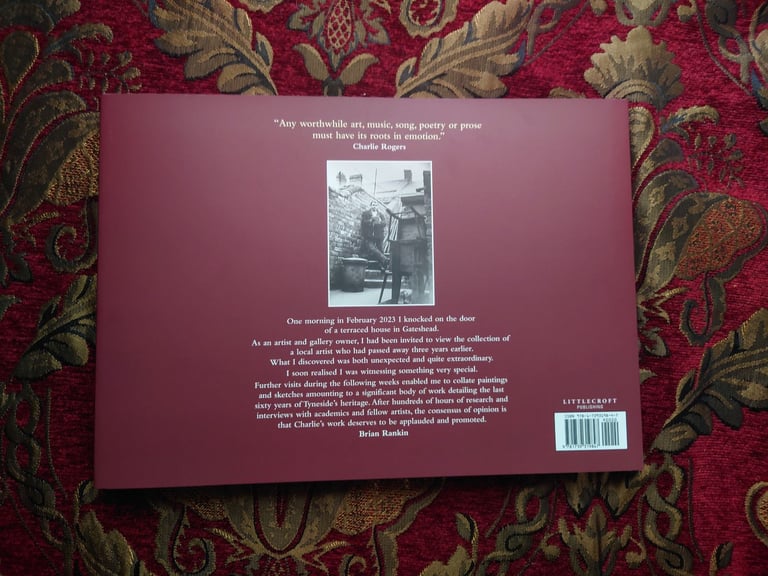 “Any worthwhile art, music, song, poetry or prose
must have its roots in emotion.”
Charlie Rogers
One morning in February 2023 I knocked on the door
of a terraced house in Gateshead.
As an artist and gallery owner, I had been invited to view the collection of
a local artist who had passed away three years earlier.
What I discovered was both unexpected and quite extraordinary.
I soon realised I was witnessing something very special.
Further visits during the following weeks enabled me to collate paintings
and sketches amounting to a significant body of work detailing the last
sixty years of Tyneside’s heritage. After hundreds of hours of research and
interviews with academics and fellow artists, the consensus of opinion is
that Charlie’s work deserves to be applauded and promoted.
Brian Rankin
LITTLECROFT
PUBLISHING